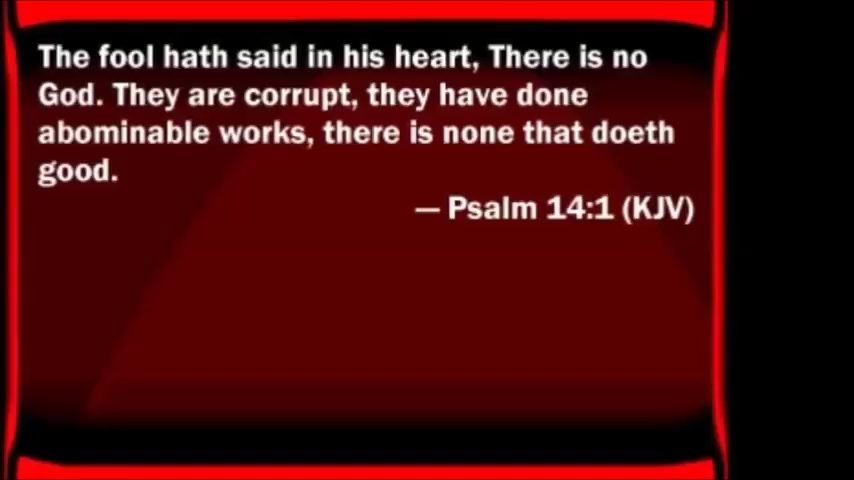 The fool hath said in his heart, There is no
God. They are corrupt, they have done
abominable works, there is none that doeth
good.
— Psalm 14:1 (KJV)